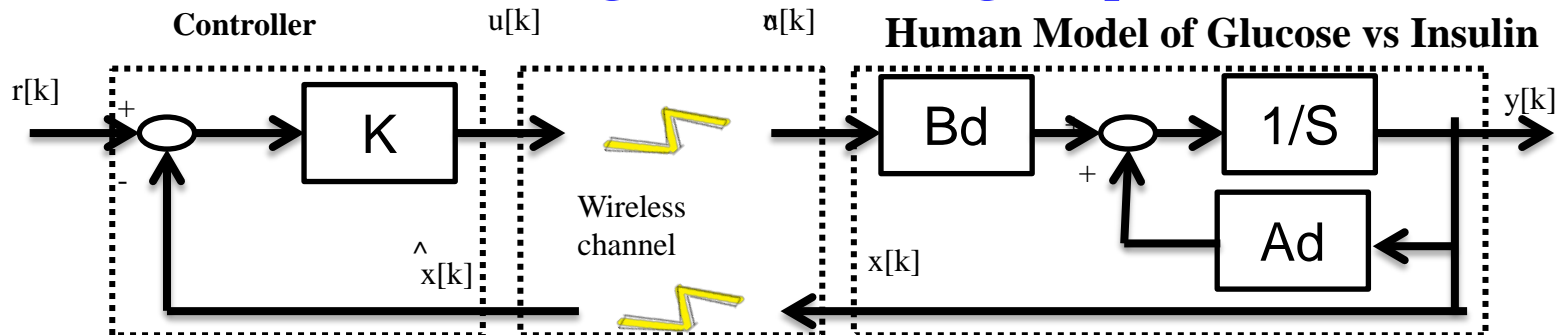 Controller
u[k]
û[k]
Human Model of Glucose vs Insulin
r[k]
+
-
K
Wireless
channel
^
x[k]
Bd
+
+
1/S
Ad
x[k]
y[k]